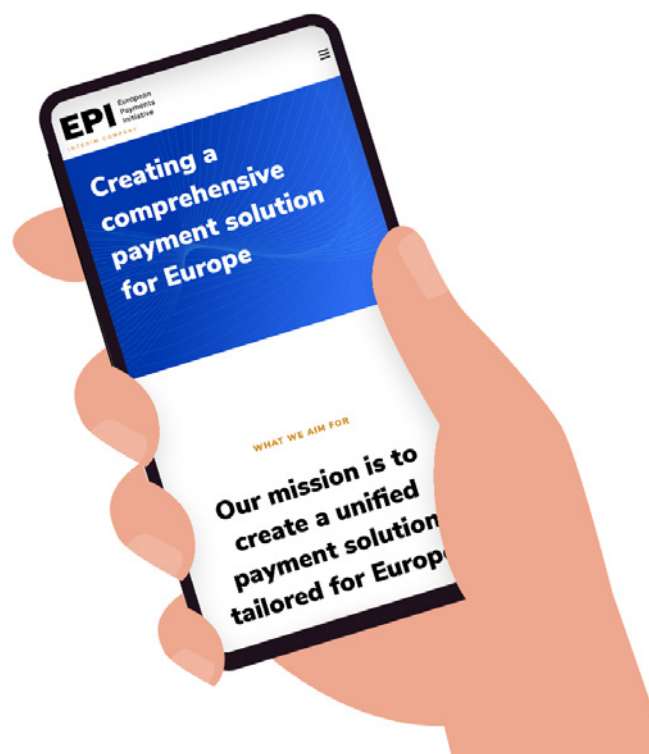 EPI
European
Payments
Initiative
INTERIM COMPANY
Creating a
comprehensive
payment solution
for Europe
WHAT WE AIM FOR
Our mission is to
create a unified
payment solution
tailored for Europe